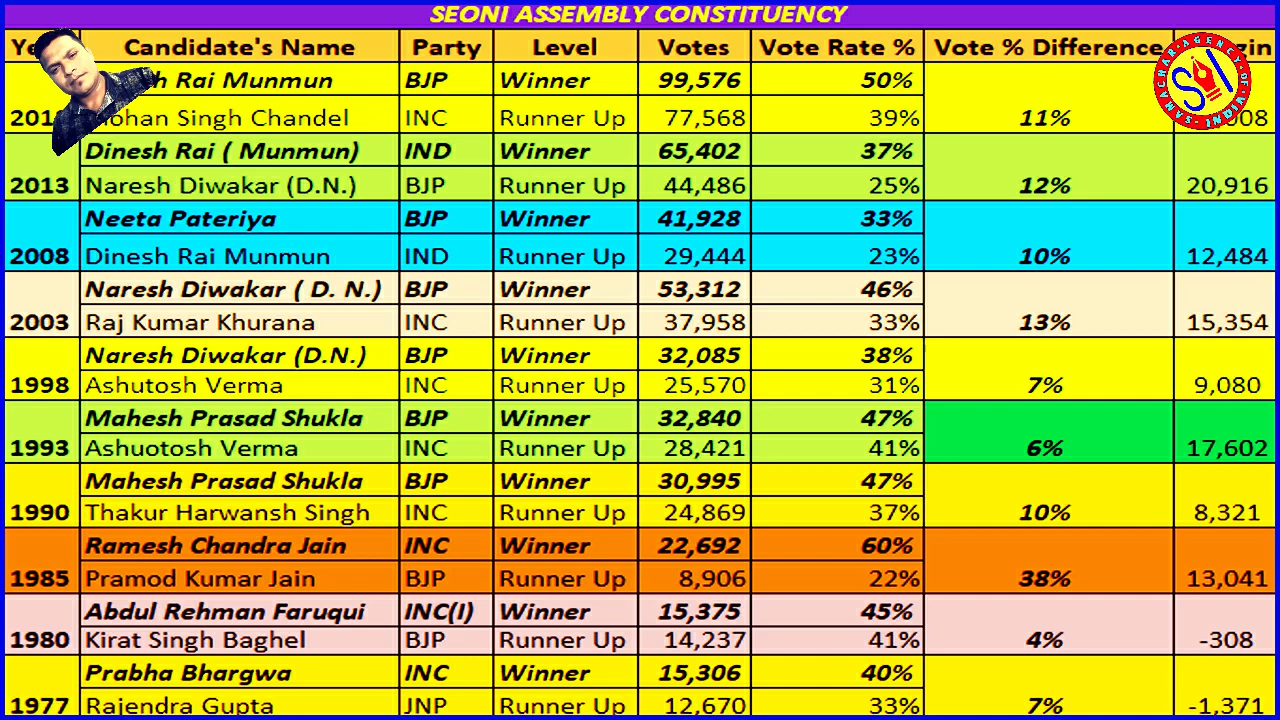 SEONI ASSEMBLY CONSTITUENCY
Candidate's Name Party Level Votes Vote Rate % Vote % Difference
Rai Munmun BJP Winner 99,576 50%
Singh Chandel INC Runner Up 77,568 39% 11%
Dinesh Rai ( Munmun) IND Winner 65,402 37%
2013 Naresh Diwakar (D.N.) BJP Runner Up 44,486 25% 12% 20,916
Neeta Pateriya BJP Winner 41,928 33%
2008 Dinesh Rai Munmun IND Runner Up 29,444 23% 10% 12,484
Naresh Diwakar ( D. N.) BJP Winner 53,312 46%
2003 Raj Kumar Khurana INC Runner Up 37,958 33% 13% 15,354
Naresh Diwakar (D.N.) BJP Winner 32,085 38%
1998 Ashutosh Verma INC Runner Up 25,570 31% 7% 9,080
Mahesh Prasad Shukla BJP Winner 32,840 47%
1993 Ashuotosh Verma INC Runner Up 28,421 41% 6% 17,602
Mahesh Prasad Shukla BJP Winner 30,995 47%
1990 Thakur Harwansh Singh INC Runner Up 24,869 37% 10% 8,321
Ramesh Chandra Jain INC Winner 22,692 60%
1985 Pramod Kumar Jain BJP Runner Up 8,906 22% 38% 13,041
Abdul Rehman Faruqui INC(I) Winner 15,375 45%
1980 Kirat Singh Baghel BJP Runner Up 14,237 41% 4% -308
Prabha Bhargwa INC Winner 15,306 40%
1977 Rajendra Gupta JNP Runner Up 12,670 33% 7% -1,371
SAMACHAR AGENCY OF INDIA